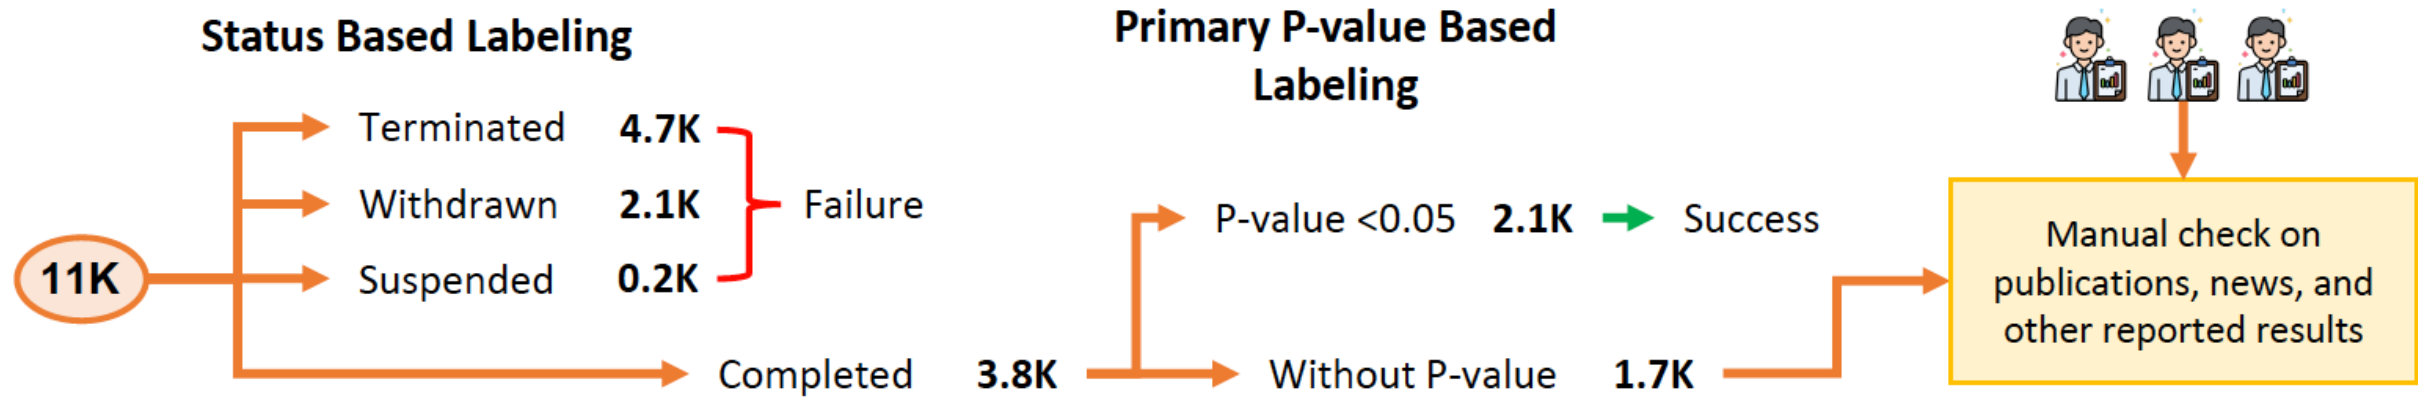 Status Based Labeling
Terminated 4.7K
Withdrawn 2.1K
Suspended 0.2K
Failure
11K
Completed 3.8K
Primary P-value Based
Labeling
P-value <0.05 2.1K
Success
Without P-value 1.7K
Manual check on
publications, news, and
other reported results